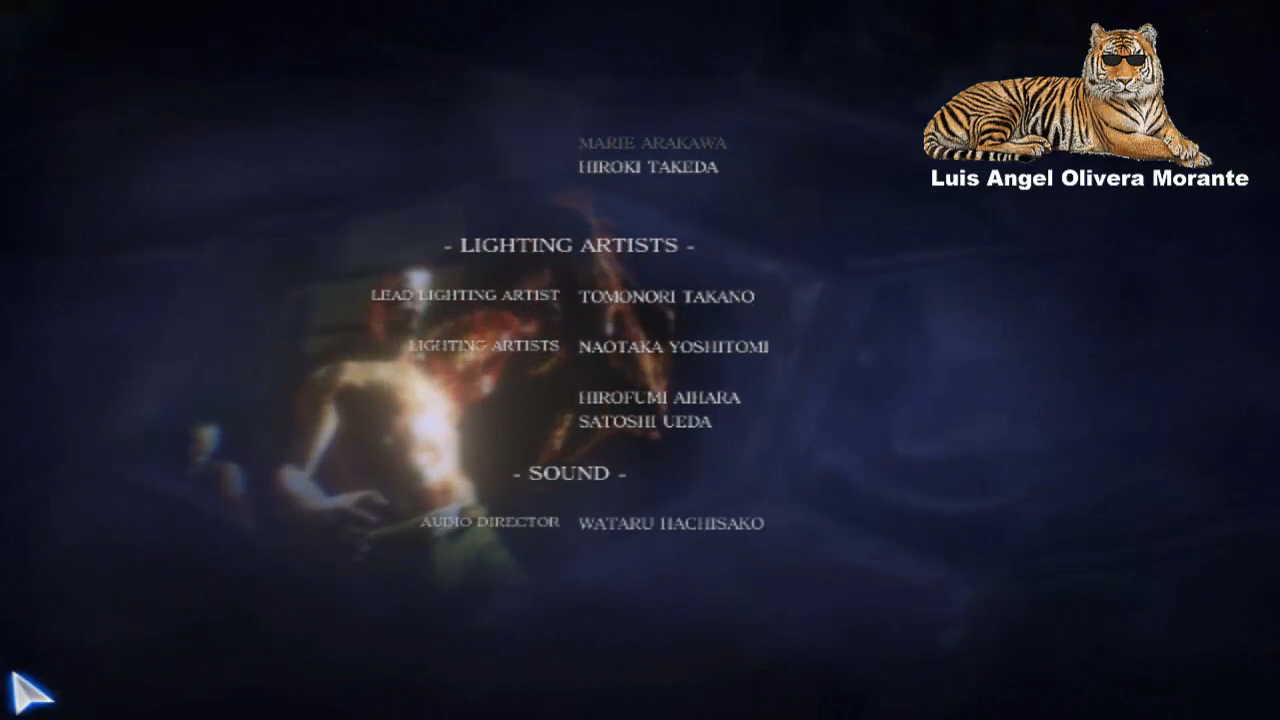 Luis Angel Olivera Morante
MARIE ARAKAWA
HIROKI TAKEDA
- LIGHTING ARTISTS -
LEAD LIGHTING ARTIST TOMONORI TAKANO
LIGHTING ARTISTS NAOTAKA YOSHITOMI
HIROFUMI AIHARA
SATOSHI UEDA
- SOUND -
AUDIO DIRECTOR WATARU HACHISAKO